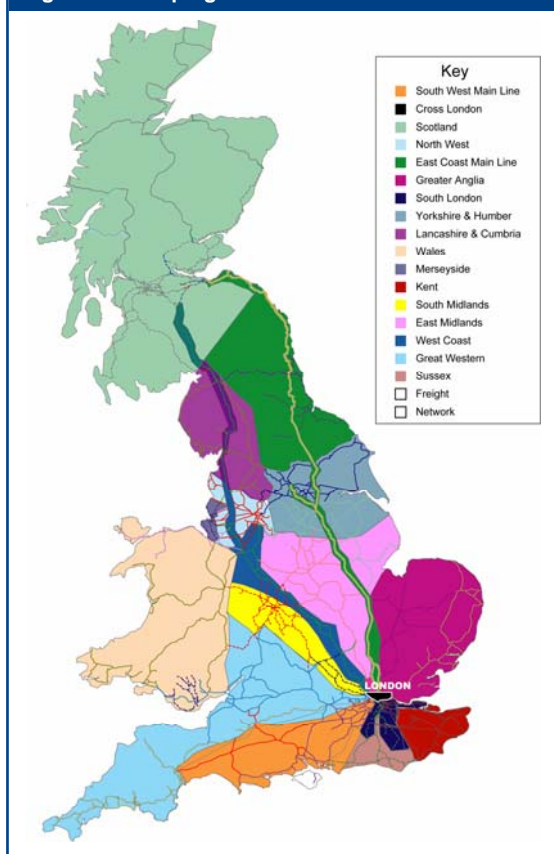 Key
South West Main Line
Cross London
Scotland
North West
East Coast Main Line
Greater Anglia
South London
Yorkshire & Humber
Lancashire & Cumbria
Wales
Merseyside
Kent
South Midlands
East Midlands
West Coast
Great Western
Sussex
Freight
Network
LONDON